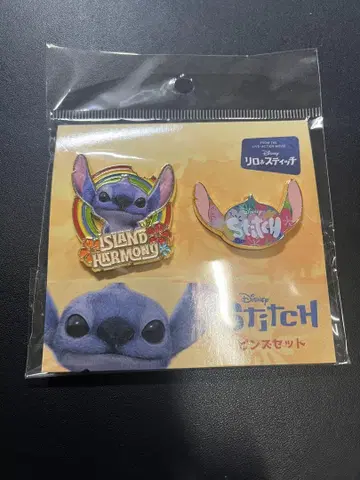 FROM THE
LIVE ACTION MOVIE
Disney
リロ&スティッチ
ISLAND
HARMONY
Disney
Stitch
Disney
Stitch
ピンズセット